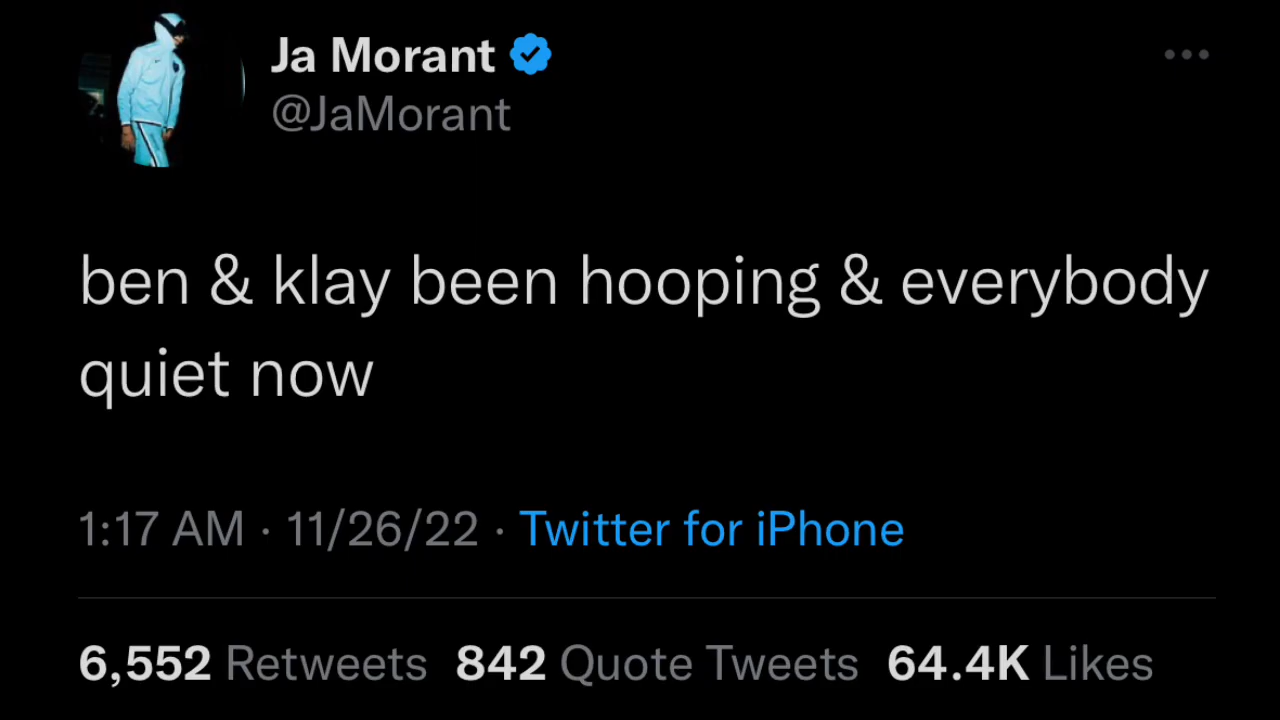 Ja Morant
@JaMorant
ben & klay been hooping & everybody
quiet now
1:17 AM · 11/26/22 · Twitter for iPhone
6,552 Retweets 842 Quote Tweets 64.4K Likes